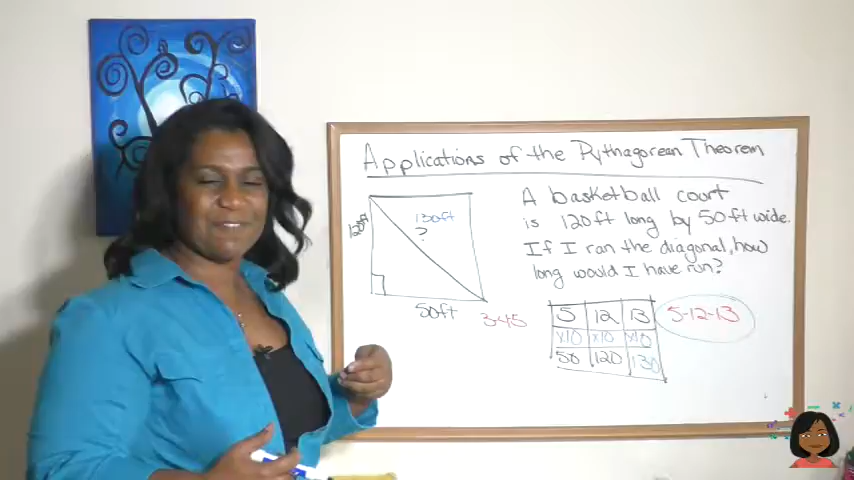 Applications of the Pythagorean Theorem
120ft
130ft
?
50ft
3-4-5
A basketball court
is 120ft long by 50ft wide.
If I ran the diagonal, how
long would I have run?
5 12 13
x10 x10 x10
50 120 130
5-12-13